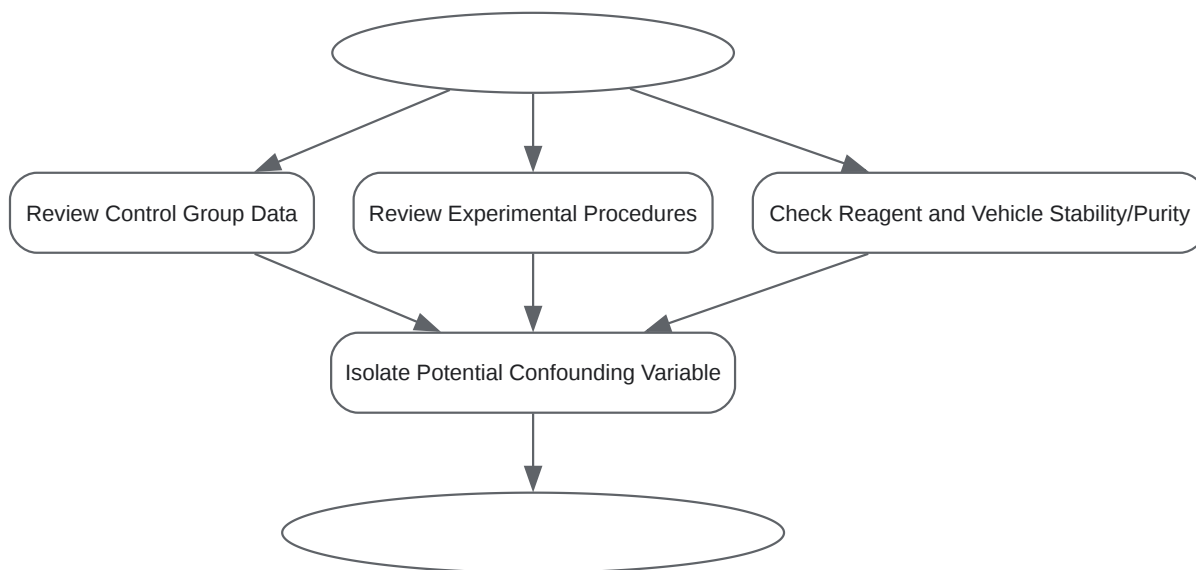 Review Control Group Data
Review Experimental Procedures
Check Reagent and Vehicle Stability/Purity
Isolate Potential Confounding Variable